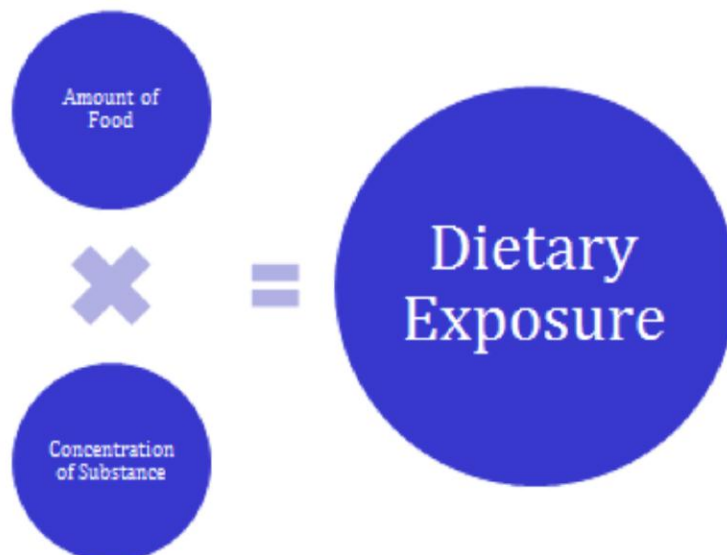 Amount of
Food
×
=
Dietary
Exposure
Concentration
of Substance